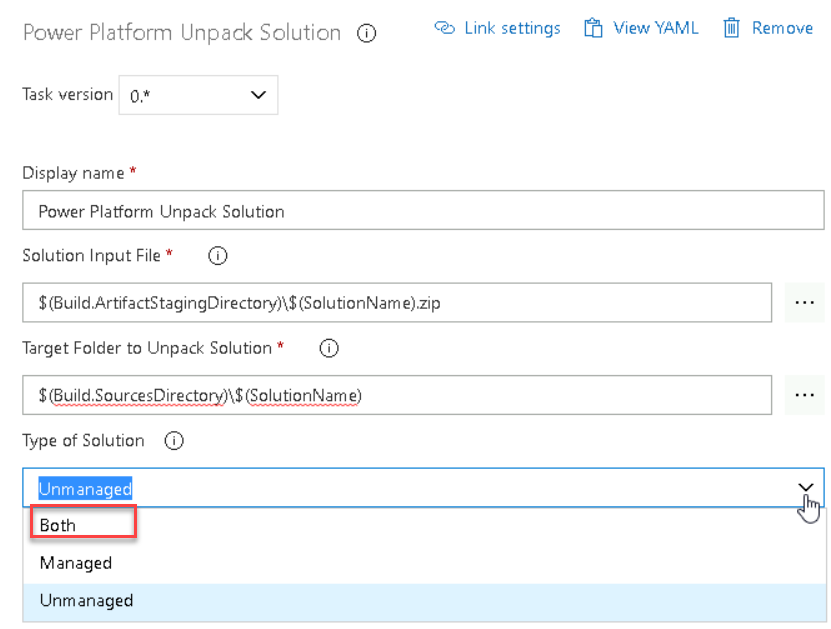 Power Platform Unpack Solution
Link settings
View YAML
Remove
Task version
0.*
Display name *
Power Platform Unpack Solution
Solution Input File *
$(Build.ArtifactStagingDirectory)\$(SolutionName).zip
...
Target Folder to Unpack Solution *
$(Build.SourcesDirectory)\$(SolutionName)
...
Type of Solution
Unmanaged
Both
Managed
Unmanaged